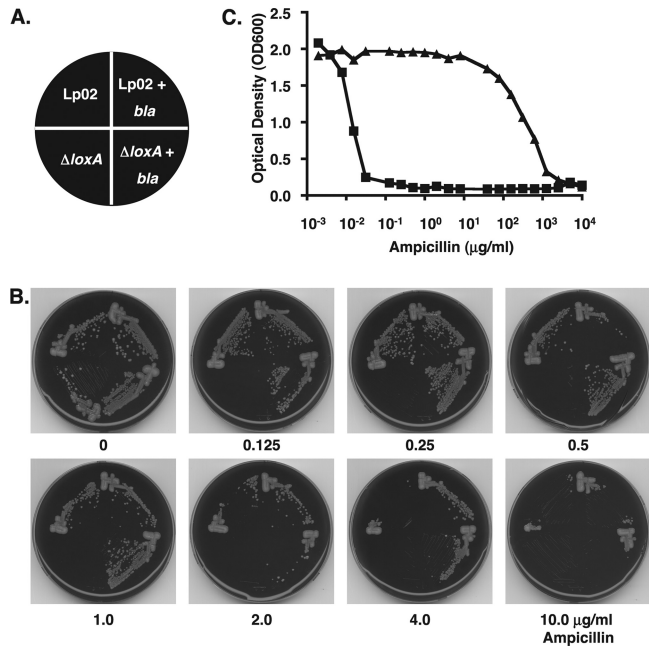 A.
Lp02
Lp02 +
bla
ΔloxA
ΔloxA +
bla
C.
Optical Density (OD600)
2.5
2.0
1.5
1.0
0.5
0.0
10-3 10-2 10-1 100 101 102 103 104
Ampicillin (μg/ml)
B.
0 0.125 0.25 0.5
1.0 2.0 4.0 10.0 μg/ml
Ampicillin